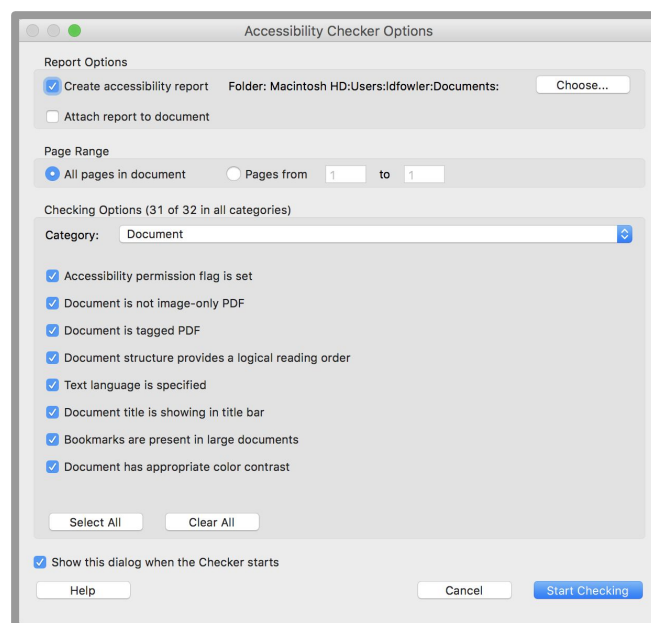 Accessibility Checker Options
Report Options
Create accessibility report Folder: Macintosh HD:Users:ldfowler:Documents: Choose...
Attach report to document
Page Range
All pages in document Pages from 1 to 1
Checking Options (31 of 32 in all categories)
Category: Document
Accessibility permission flag is set
Document is not image-only PDF
Document is tagged PDF
Document structure provides a logical reading order
Text language is specified
Document title is showing in title bar
Bookmarks are present in large documents
Document has appropriate color contrast
Select All Clear All
Show this dialog when the Checker starts
Help Cancel Start Checking